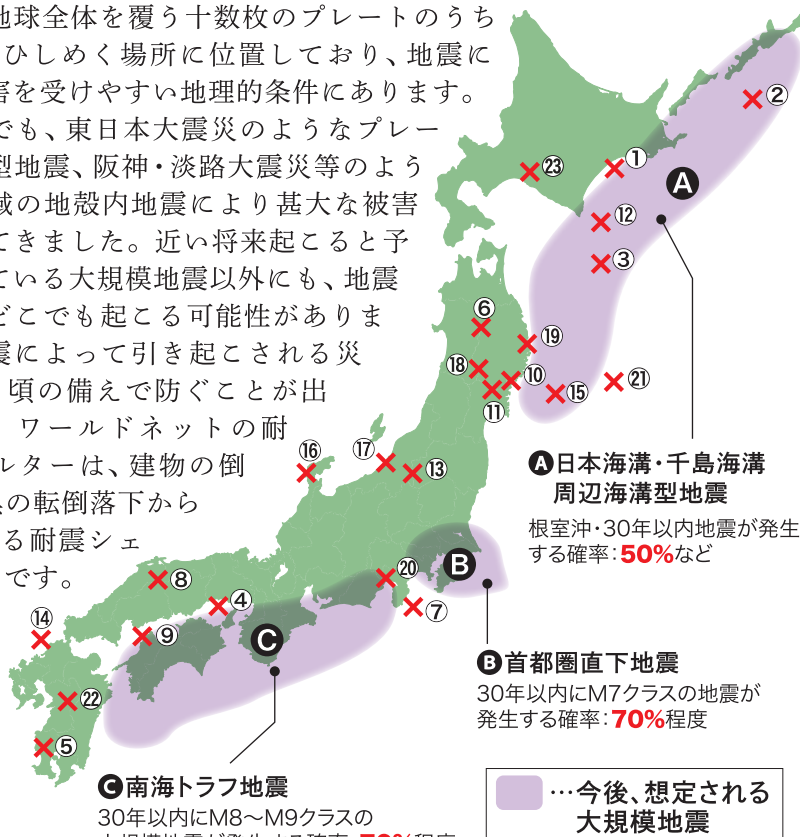 地球全体を覆う十数枚のプレートのうち
ひしめく場所に位置しており、地震に
害を受けやすい地理的条件にあります。
でも、東日本大震災のようなプレー
型地震、阪神・淡路大震災等のよう
域の地殻内地震により甚大な被害
てきました。近い将来起こると予
ている大規模地震以外にも、地震
どこでも起こる可能性がありま
震によって引き起こされる災
頃の備えで防ぐことが出
ワールドネットの耐
ルターは、建物の倒
の転倒落下から
る耐震シェ
です。
②
①
㉓
A
⑫
③
⑥
⑲
⑱
⑩
㉑
⑮
⑪
⑰
⑯
⑬
A日本海溝・千島海溝
周辺海溝型地震
根室沖・30年以内地震が発生
する確率：50%など
B
⑳
⑧
④
⑦
⑭
⑨
C
㉒
⑤
B首都圏直下地震
30年以内にM7クラスの地震が
発生する確率：70%程度
C南海トラフ地震
30年以内にM8〜M9クラスの
…今後、想定される
大規模地震